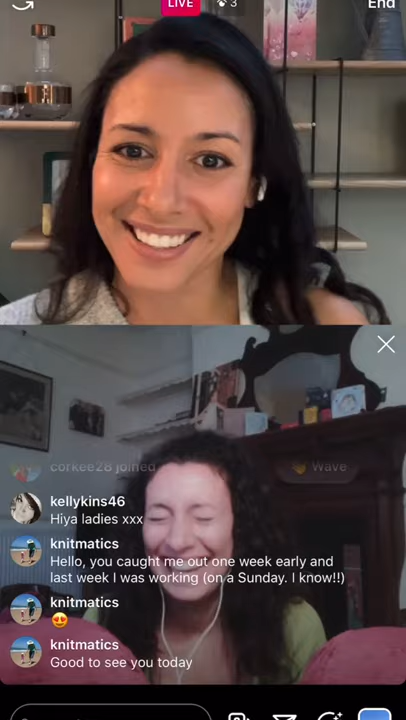 LIVE
3
End
corkee28 joined
Wave
kellykins46
Hiya ladies xxx
knitmatics
Hello, you caught me out one week early and
last week I was working (on a Sunday. I know!!)
knitmatics
😍
knitmatics
Good to see you today